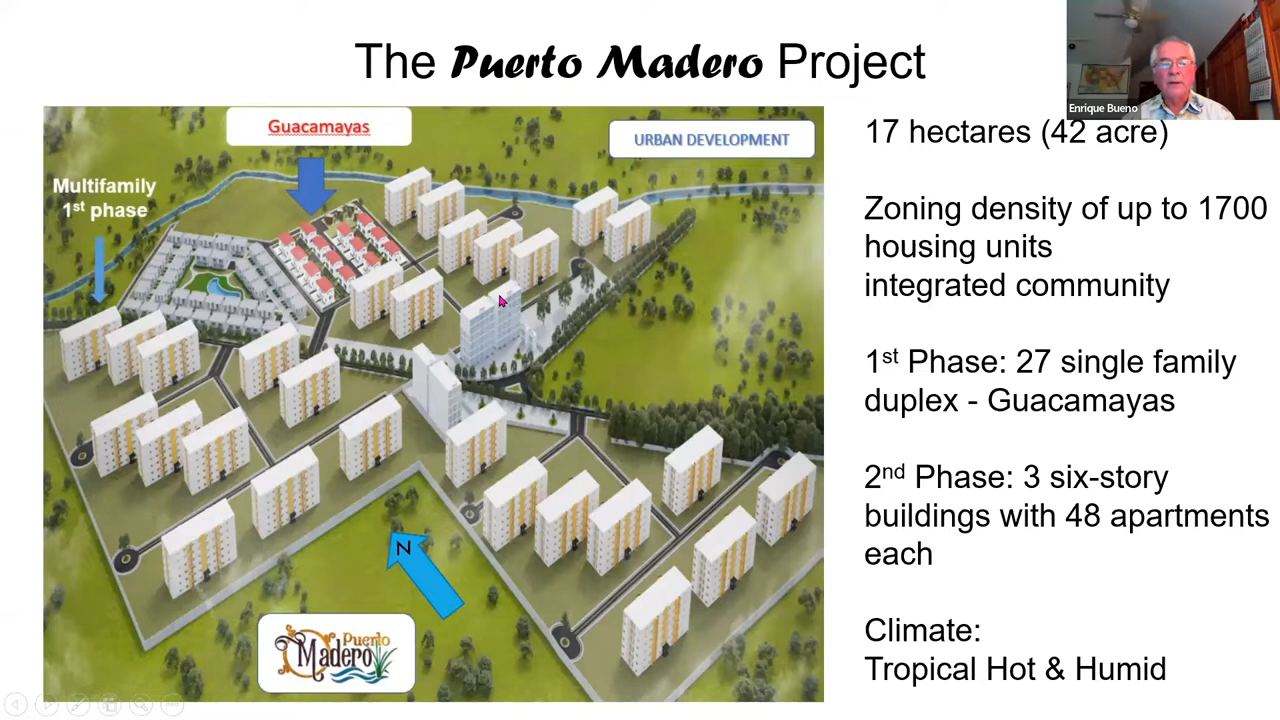 The Puerto Madero Project
Enrique Bueno
Guacamayas
URBAN DEVELOPMENT
Multifamily
1st phase
N
Puerto
Madero
17 hectares (42 acre)
Zoning density of up to 1700
housing units
integrated community
1st Phase: 27 single family
duplex - Guacamayas
2nd Phase: 3 six-story
buildings with 48 apartments
each
Climate:
Tropical Hot & Humid